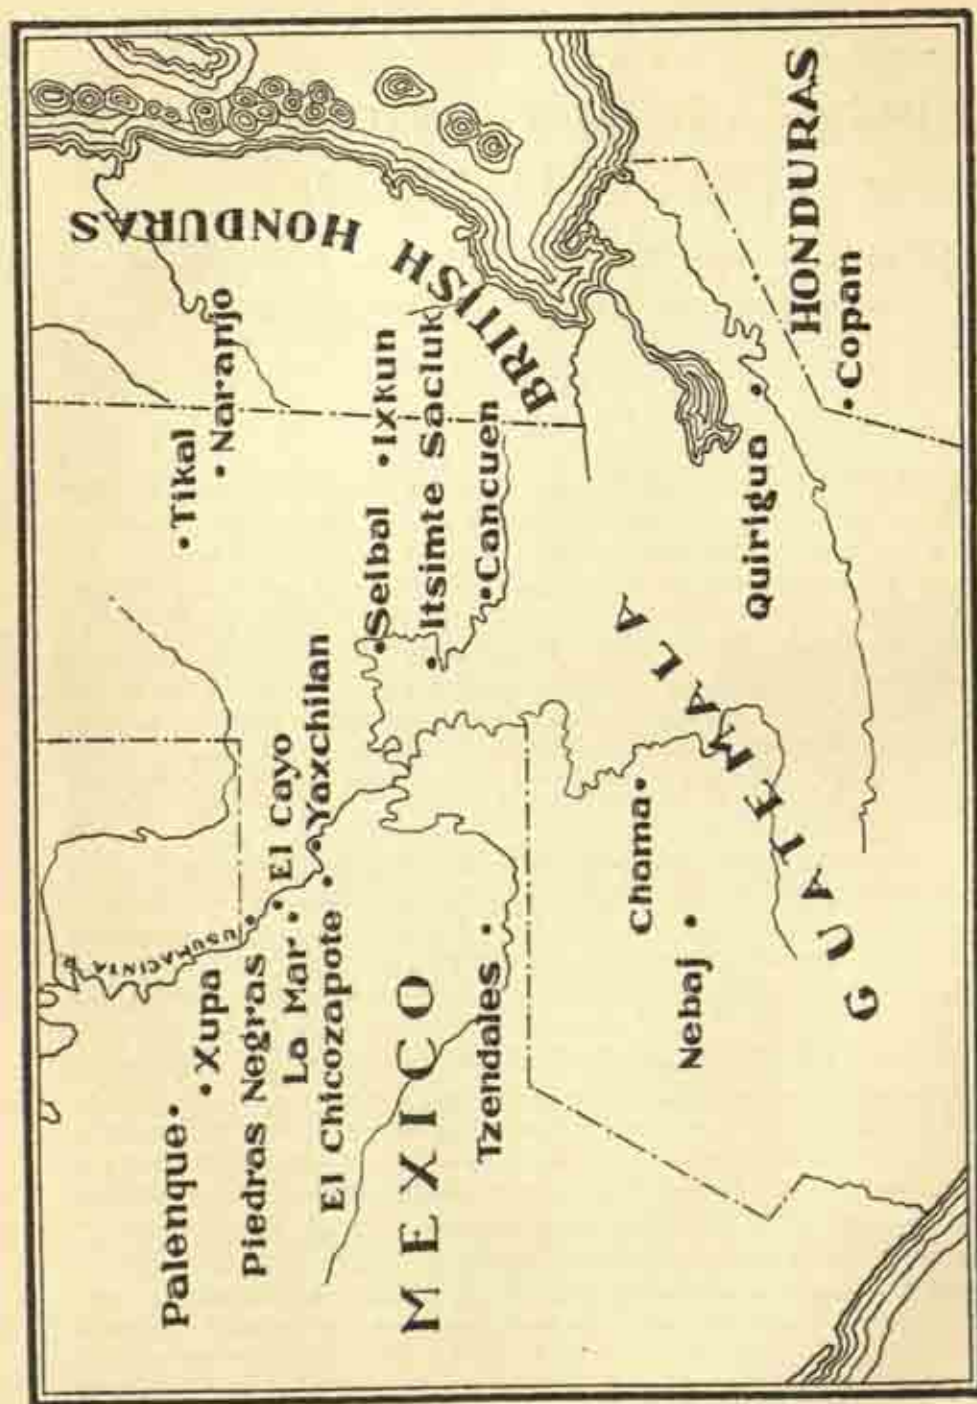 Palenque
Xupa
USUMACINTA R
Piedras Negras
La Mar
El Cayo
El Chicozapote
Yaxchilan
Tikal
Naranjo
BRITISH HONDURAS
MEXICO
Seibal
Ixkun
Itsimte Sacluk
Cancuen
Tzendales
Chama
Nebaj
GUATEMALA
Quirigua
HONDURAS
Copan